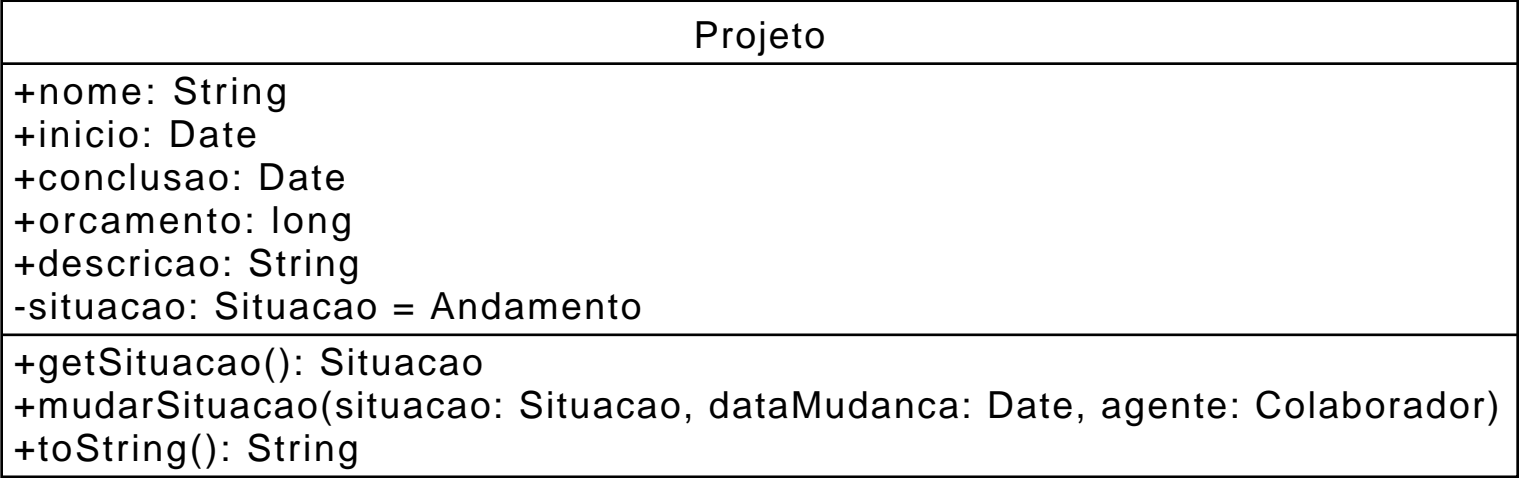 Projeto
+nome: String
+inicio: Date
+conclusao: Date
+orcamento: long
+descricao: String
-situacao: Situacao = Andamento
+getSituacao(): Situacao
+mudarSituacao(situacao: Situacao, dataMudanca: Date, agente: Colaborador)
+toString(): String